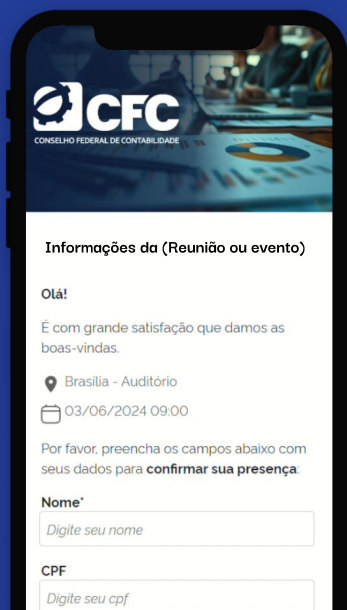 CFC
CONSELHO FEDERAL DE CONTABILIDADE
Informações da (Reunião ou evento)
Olá!
É com grande satisfação que damos as
boas-vindas.
Brasília - Auditório
03/06/2024 09:00
Por favor, preencha os campos abaixo com
seus dados para confirmar sua presença:
Nome*
Digite seu nome
CPF
Digite seu cpf